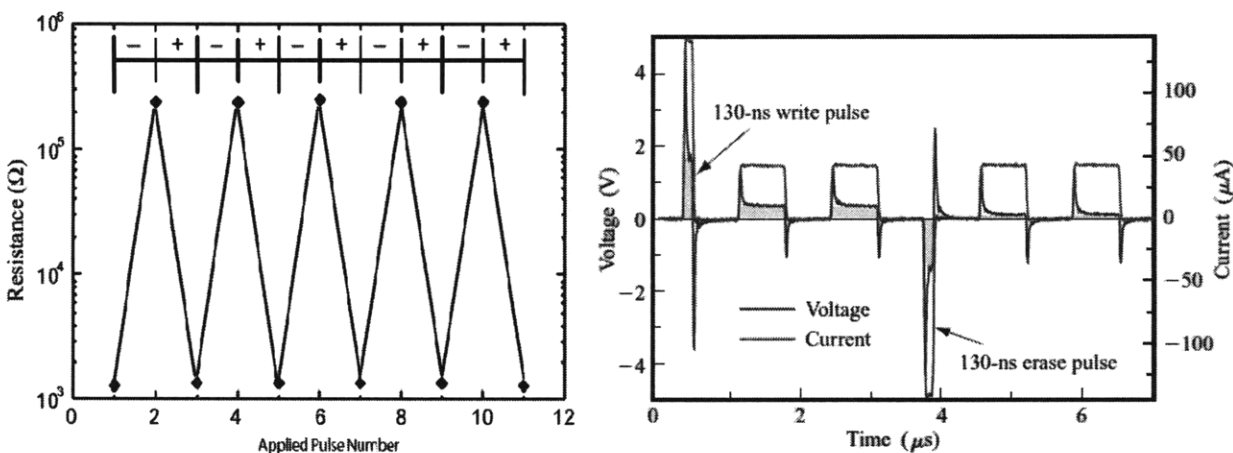 10^6
10^5
10^4
10^3
Resistance (Ω)
− + − + − + − + − +
0 2 4 6 8 10 12
Applied Pulse Number
4
2
0
−2
−4
Voltage (V)
130-ns write pulse
Voltage
Current
130-ns erase pulse
100
50
0
−50
−100
Current (μA)
0 2 4 6
Time (μs)